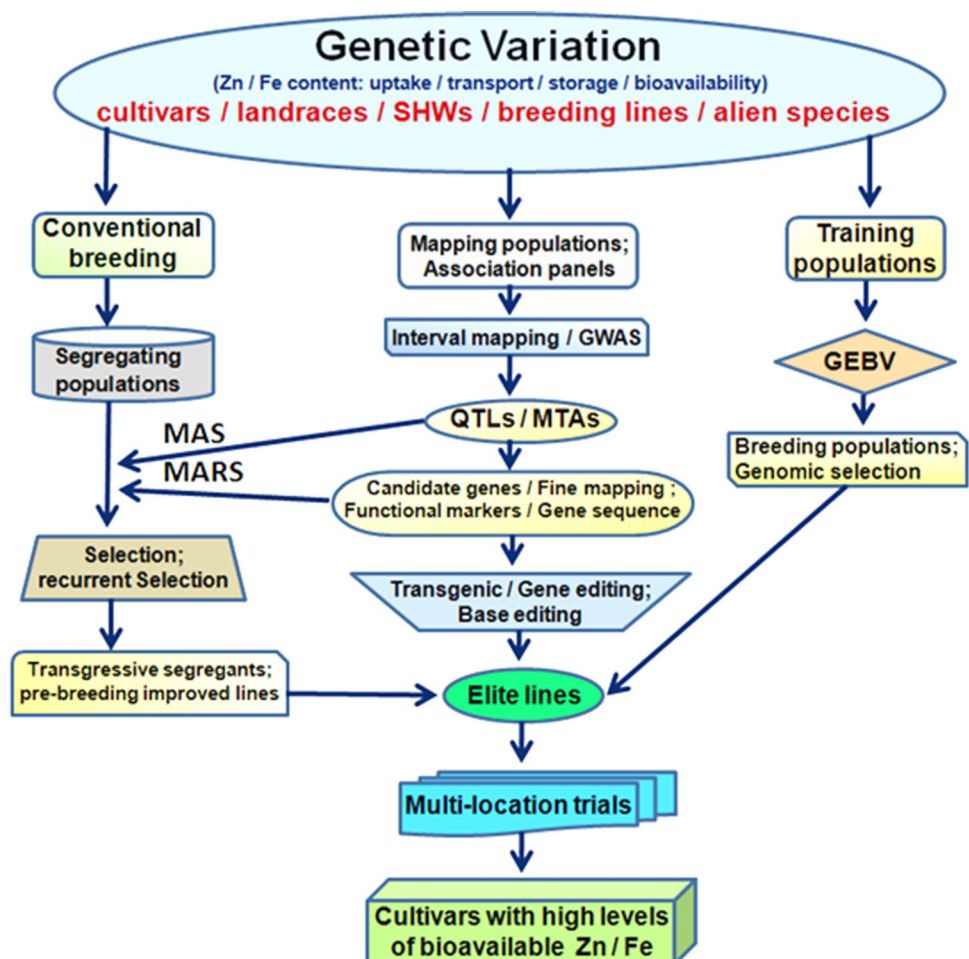 Genetic Variation
(Zn / Fe content: uptake / transport / storage / bioavailability)
cultivars / landraces / SHWs / breeding lines / alien species
Conventional
breeding
Segregating
populations
MAS
MARS
Selection;
recurrent Selection
Transgressive segregants;
pre-breeding improved lines
Mapping populations;
Association panels
Interval mapping / GWAS
QTLs / MTAs
Candidate genes / Fine mapping ;
Functional markers / Gene sequence
Transgenic / Gene editing;
Base editing
Training
populations
GEBV
Breeding populations;
Genomic selection
Elite lines
Multi-location trials
Cultivars with high levels
of bioavailable Zn / Fe